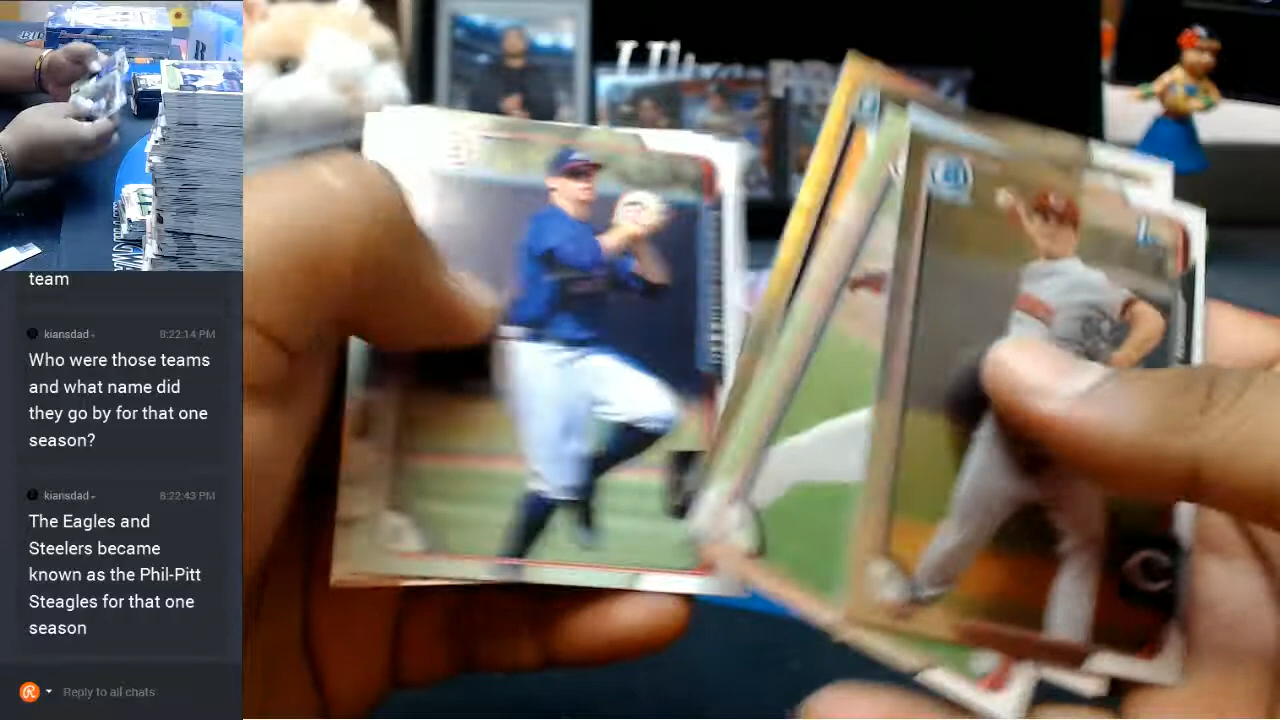 team
kiansdad - 8:22:14 PM
Who were those teams
and what name did
they go by for that one
season?
kiansdad - 8:22:43 PM
The Eagles and
Steelers became
known as the Phil-Pitt
Steagles for that one
season
Reply to all chats